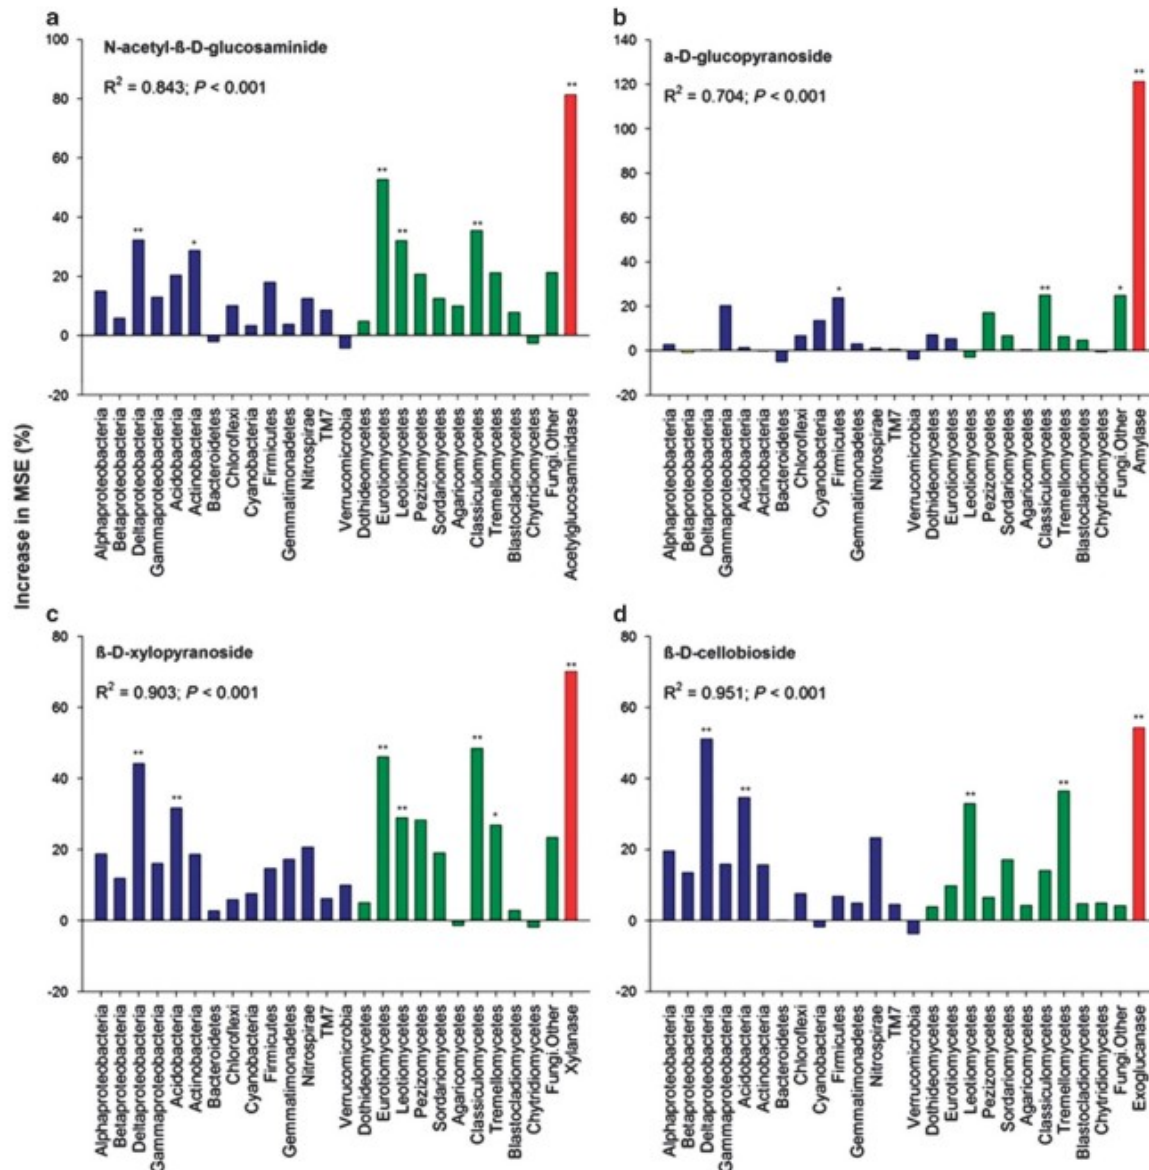 a
N-acetyl-ß-D-glucosaminide
R² = 0.843; P < 0.001
100
80
60
40
20
0
-20
** * ** ** ** **
Alphaproteobacteria
Betaproteobacteria
Deltaproteobacteria
Gammaproteobacteria
Acidobacteria
Actinobacteria
Bacteroidetes
Chloroflexi
Cyanobacteria
Firmicutes
Gemmatimonadetes
Nitrospirae
TM7
Verrucomicrobia
Dothideomycetes
Eurotiomycetes
Leotiomycetes
Pezizomycetes
Sordariomycetes
Agaricomycetes
Classiculomycetes
Tremellomycetes
Blastocladiomycetes
Chytridiomycetes
Fungi.Other
Acetylglucosaminidase
b
a-D-glucopyranoside
R² = 0.704; P < 0.001
140
120
100
80
60
40
20
0
-20
* ** * **
Alphaproteobacteria
Betaproteobacteria
Deltaproteobacteria
Gammaproteobacteria
Acidobacteria
Actinobacteria
Bacteroidetes
Chloroflexi
Cyanobacteria
Firmicutes
Gemmatimonadetes
Nitrospirae
TM7
Verrucomicrobia
Dothideomycetes
Eurotiomycetes
Leotiomycetes
Pezizomycetes
Sordariomycetes
Agaricomycetes
Classiculomycetes
Tremellomycetes
Blastocladiomycetes
Chytridiomycetes
Fungi.Other
Amylase
Increase in MSE (%)
c
ß-D-xylopyranoside
R² = 0.903; P < 0.001
80
60
40
20
0
-20
** ** ** ** ** * **
Alphaproteobacteria
Betaproteobacteria
Deltaproteobacteria
Gammaproteobacteria
Acidobacteria
Actinobacteria
Bacteroidetes
Chloroflexi
Cyanobacteria
Firmicutes
Gemmatimonadetes
Nitrospirae
TM7
Verrucomicrobia
Dothideomycetes
Eurotiomycetes
Leotiomycetes
Pezizomycetes
Sordariomycetes
Agaricomycetes
Classiculomycetes
Tremellomycetes
Blastocladiomycetes
Chytridiomycetes
Fungi.Other
Xylanase
d
ß-D-cellobioside
R² = 0.951; P < 0.001
80
60
40
20
0
-20
** ** ** ** **
Alphaproteobacteria
Betaproteobacteria
Deltaproteobacteria
Gammaproteobacteria
Acidobacteria
Actinobacteria
Bacteroidetes
Chloroflexi
Cyanobacteria
Firmicutes
Gemmatimonadetes
Nitrospirae
TM7
Verrucomicrobia
Dothideomycetes
Eurotiomycetes
Leotiomycetes
Pezizomycetes
Sordariomycetes
Agaricomycetes
Classiculomycetes
Tremellomycetes
Blastocladiomycetes
Chytridiomycetes
Fungi.Other
Exoglucanase